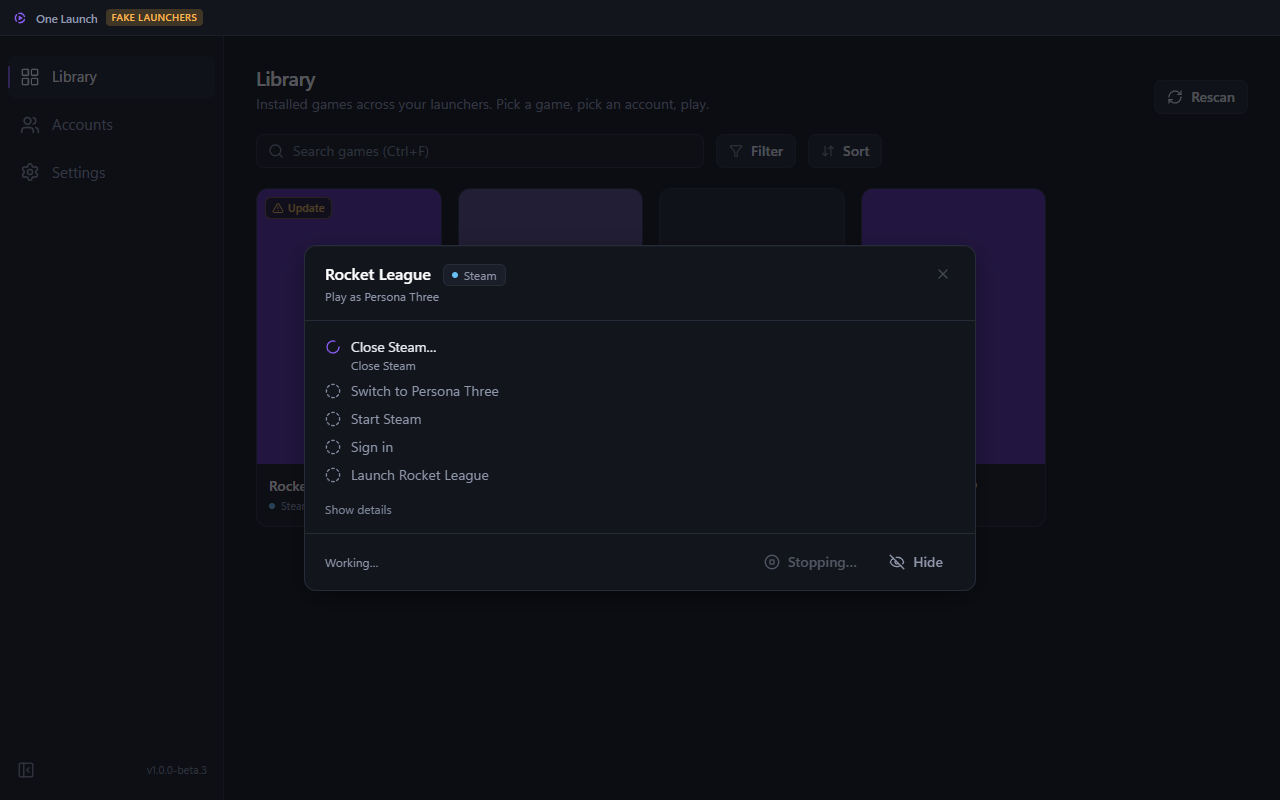 One Launch FAKE LAUNCHERS
Library
Accounts
Settings
Library
Installed games across your launchers. Pick a game, pick an account, play.
Rescan
Search games (Ctrl+F)
Filter
Sort
Update
Rocket League Steam
Play as Persona Three
Close Steam...
Close Steam
Switch to Persona Three
Start Steam
Sign in
Launch Rocket League
Show details
Working...
Stopping...
Hide
v1.0.0-beta.3